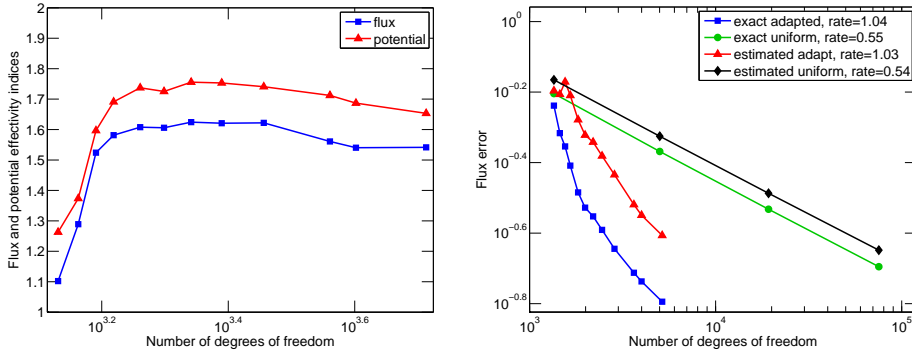 2
1.9
1.8
1.7
1.6
1.5
1.4
1.3
1.2
1.1
1
Flux and potential effectivity indices
flux
potential
10^3.2
10^3.4
10^3.6
Number of degrees of freedom
10^0
10^-0.2
10^-0.4
10^-0.6
10^-0.8
Flux error
exact adapted, rate=1.04
exact uniform, rate=0.55
estimated adapt, rate=1.03
estimated uniform, rate=0.54
10^3
10^4
10^5
Number of degrees of freedom